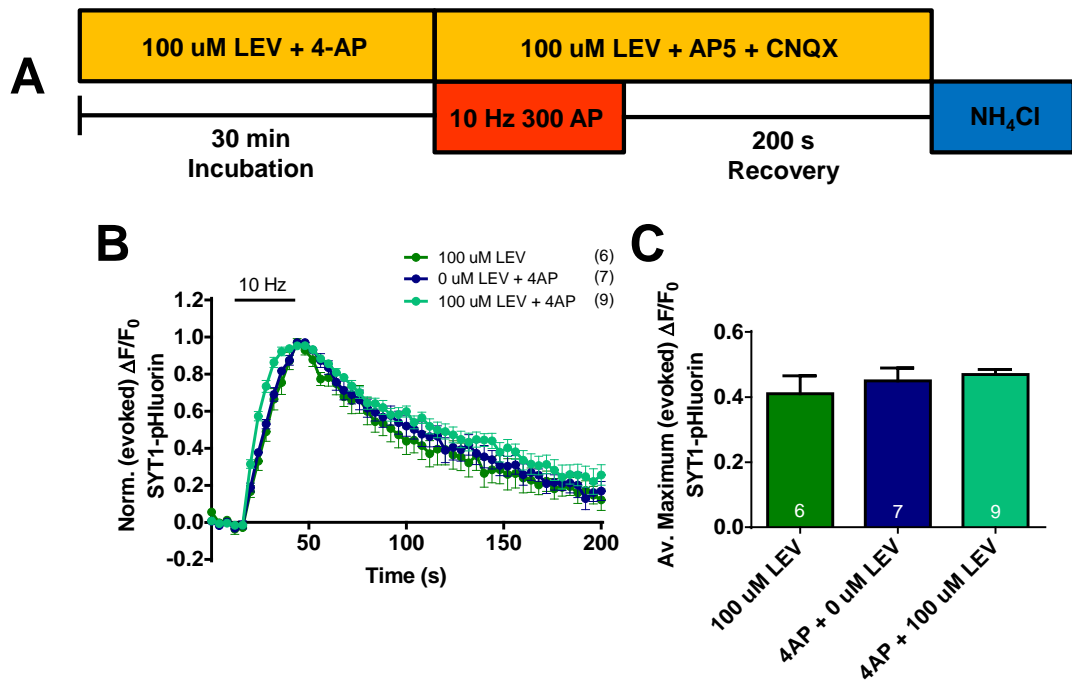 A
100 uM LEV + 4-AP
100 uM LEV + AP5 + CNQX
10 Hz 300 AP
NH₄Cl
30 min
Incubation
200 s
Recovery
B
100 uM LEV (6)
0 uM LEV + 4AP (7)
100 uM LEV + 4AP (9)
10 Hz
Norm. (evoked) ΔF/F₀
SYT1-pHluorin
1.2
1.0
0.8
0.6
0.4
0.2
0.0
-0.2
50
100
150
200
Time (s)
C
Av. Maximum (evoked) ΔF/F₀
SYT1-pHluorin
0.6
0.4
0.2
0.0
6
7
9
100 uM LEV
4AP + 0 uM LEV
4AP + 100 uM LEV